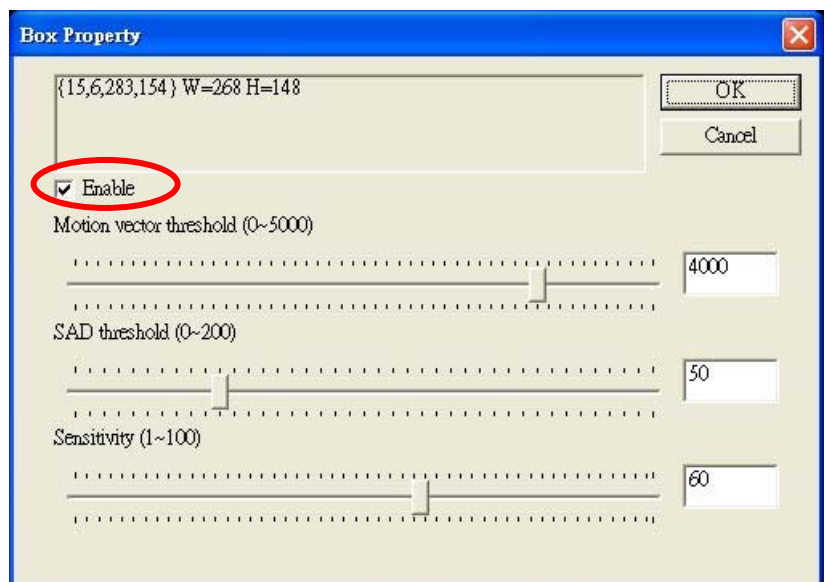 Box Property
{15,6,283,154} W=268 H=148
OK
Cancel
Enable
Motion vector threshold (0~5000)
4000
SAD threshold (0~200)
50
Sensitivity (1~100)
60